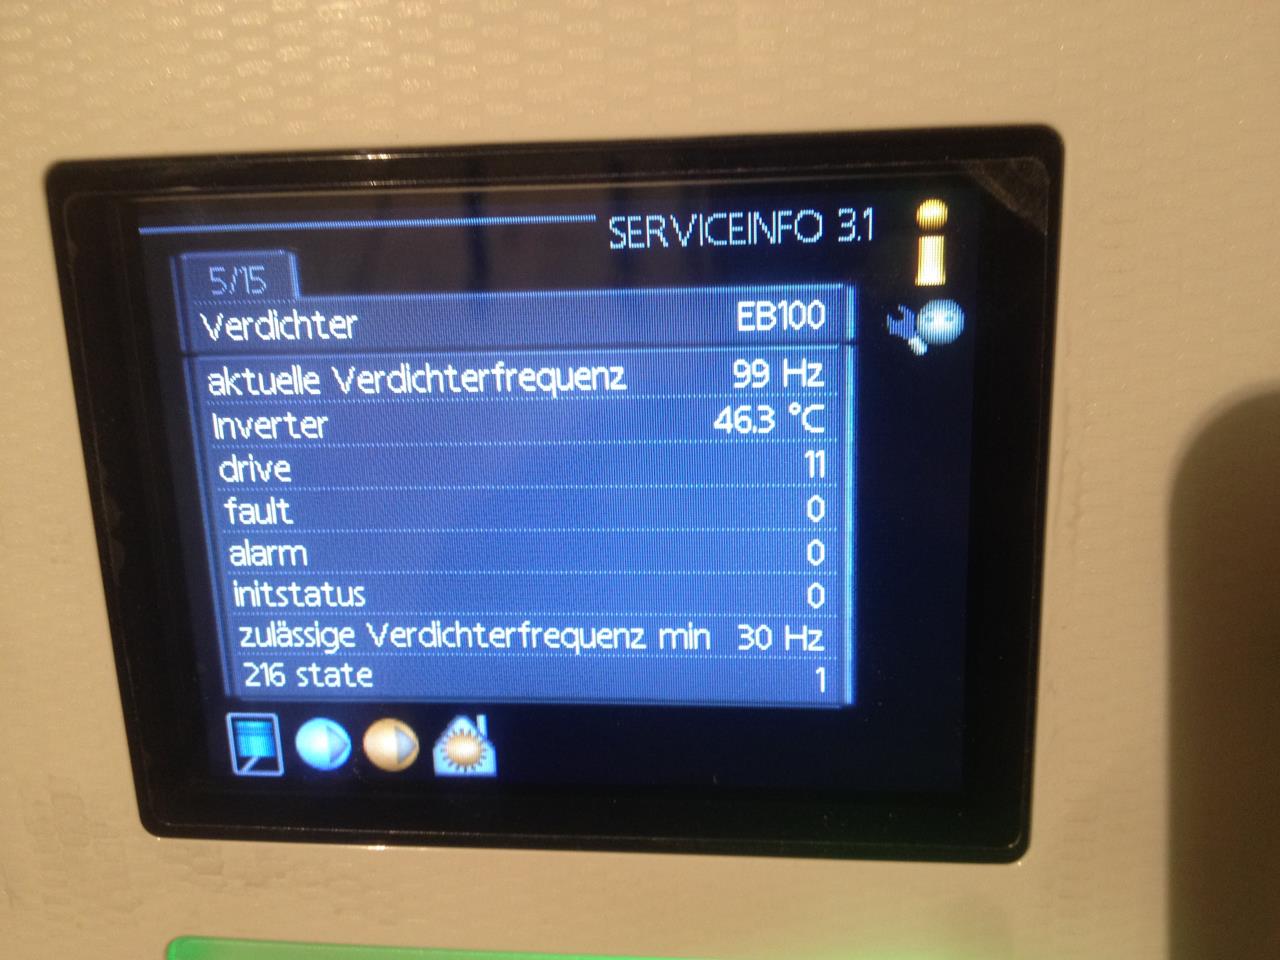 SERVICEINFO 3.1
5/15
Verdichter EB100
aktuelle Verdichterfrequenz 99 Hz
Inverter 46.3 °C
drive 11
fault 0
alarm 0
initstatus 0
zulässige Verdichterfrequenz min 30 Hz
216 state 1